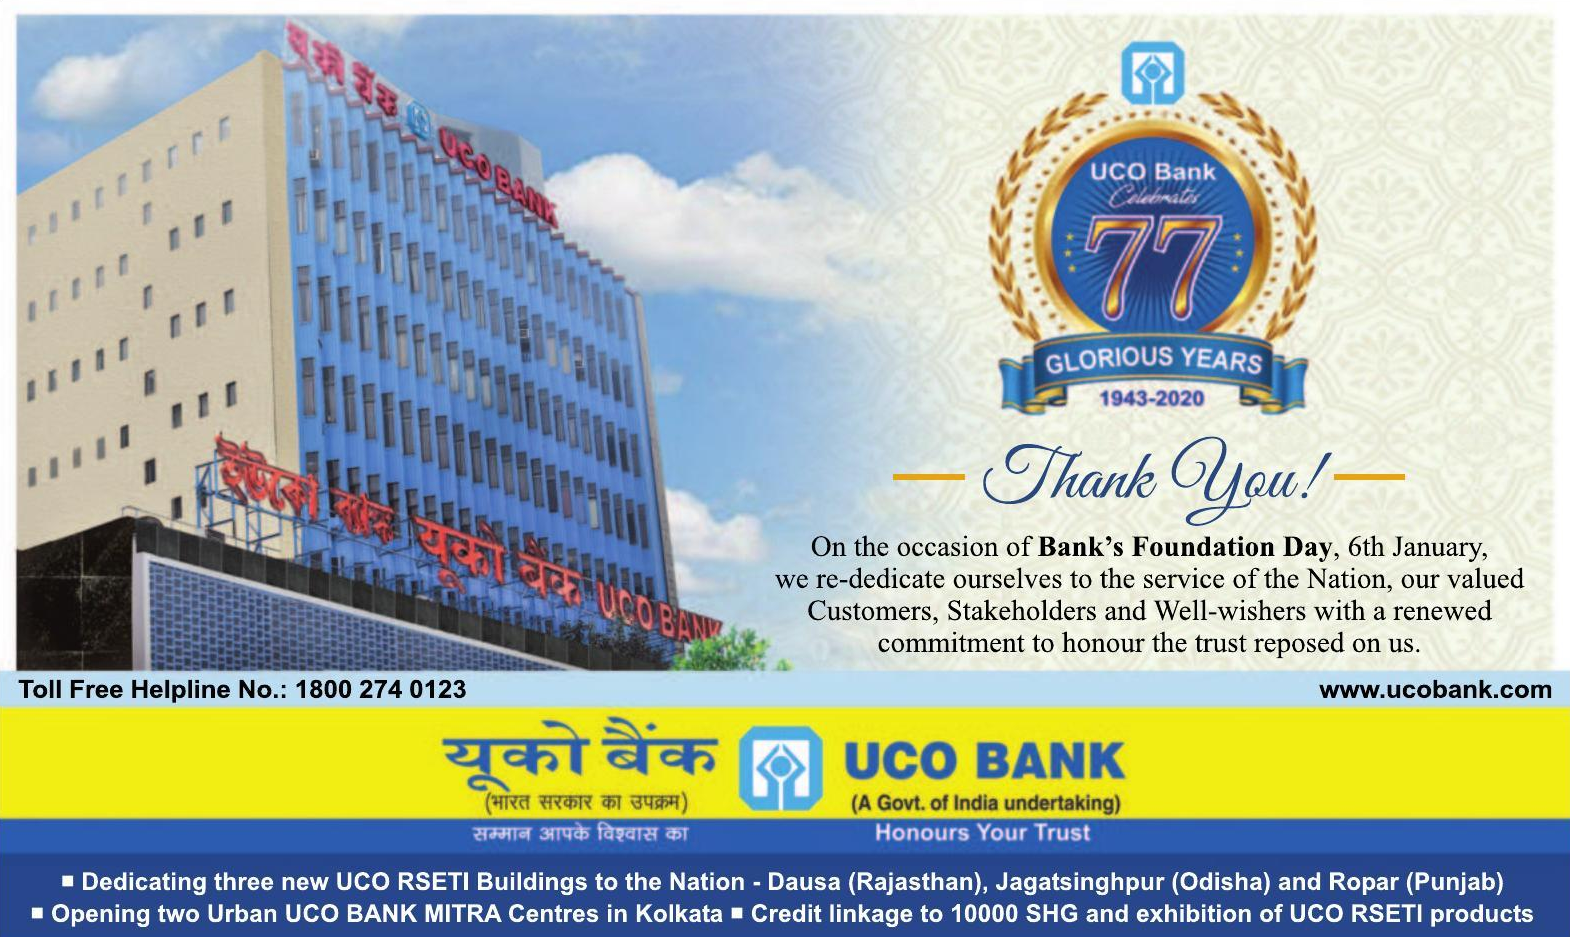 यूको बैंक UCO BANK
UCO Bank
Celebrates
77
GLORIOUS YEARS
1943-2020
Thank You!
On the occasion of Bank’s Foundation Day, 6th January,
we re-dedicate ourselves to the service of the Nation, our valued
Customers, Stakeholders and Well-wishers with a renewed
commitment to honour the trust reposed on us.
ইউকো ব্যাঙ্ক यूको बैंक UCO BANK
Toll Free Helpline No.: 1800 274 0123
www.ucobank.com
यूको बैंक UCO BANK
(भारत सरकार का उपक्रम) (A Govt. of India undertaking)
सम्मान आपके विश्वास का Honours Your Trust
▪ Dedicating three new UCO RSETI Buildings to the Nation - Dausa (Rajasthan), Jagatsinghpur (Odisha) and Ropar (Punjab)
▪ Opening two Urban UCO BANK MITRA Centres in Kolkata ▪ Credit linkage to 10000 SHG and exhibition of UCO RSETI products